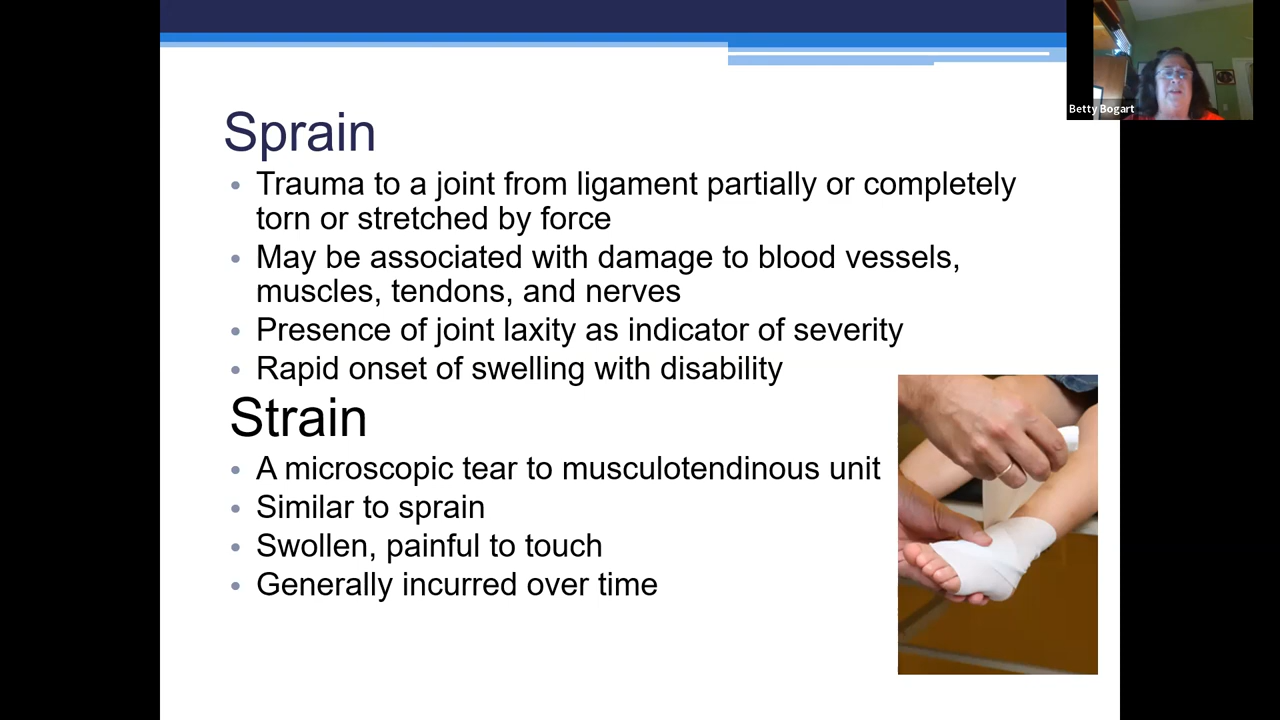 Betty Bogart
Sprain
• Trauma to a joint from ligament partially or completely
torn or stretched by force
• May be associated with damage to blood vessels,
muscles, tendons, and nerves
• Presence of joint laxity as indicator of severity
• Rapid onset of swelling with disability
Strain
• A microscopic tear to musculotendinous unit
• Similar to sprain
• Swollen, painful to touch
• Generally incurred over time